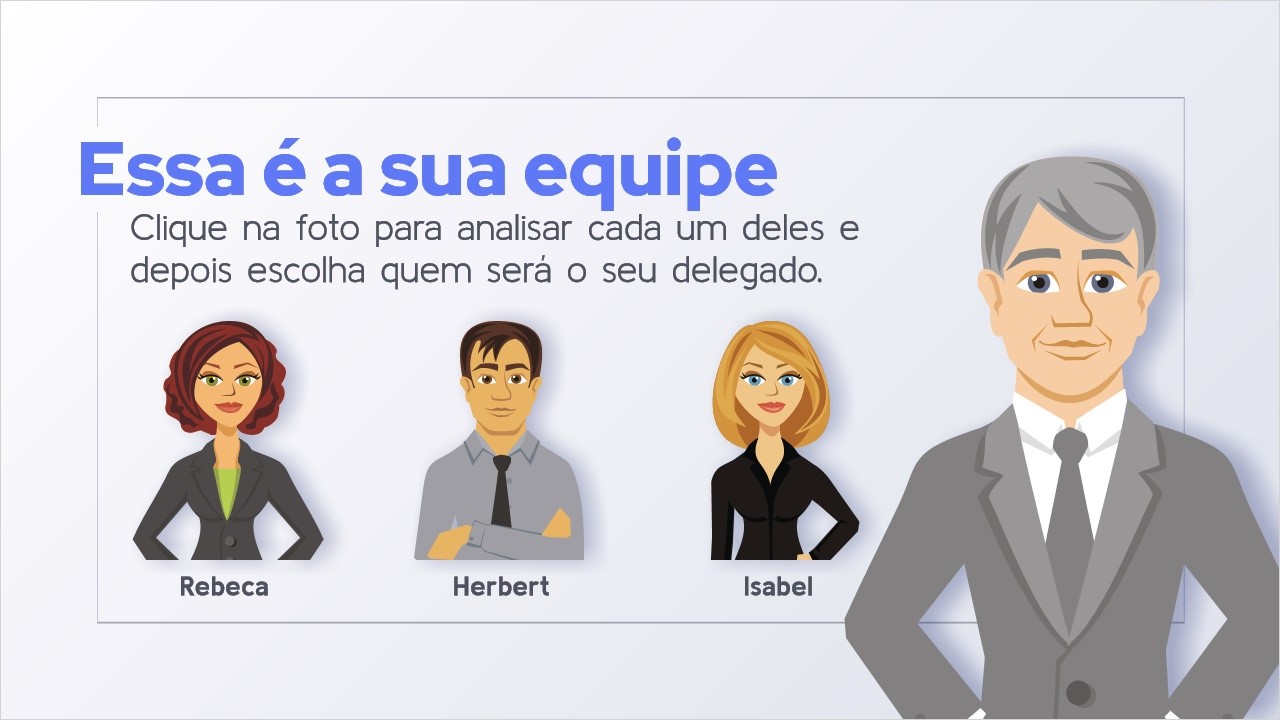 Essa é a sua equipe
Clique na foto para analisar cada um deles e
depois escolha quem será o seu delegado.
Rebeca
Herbert
Isabel